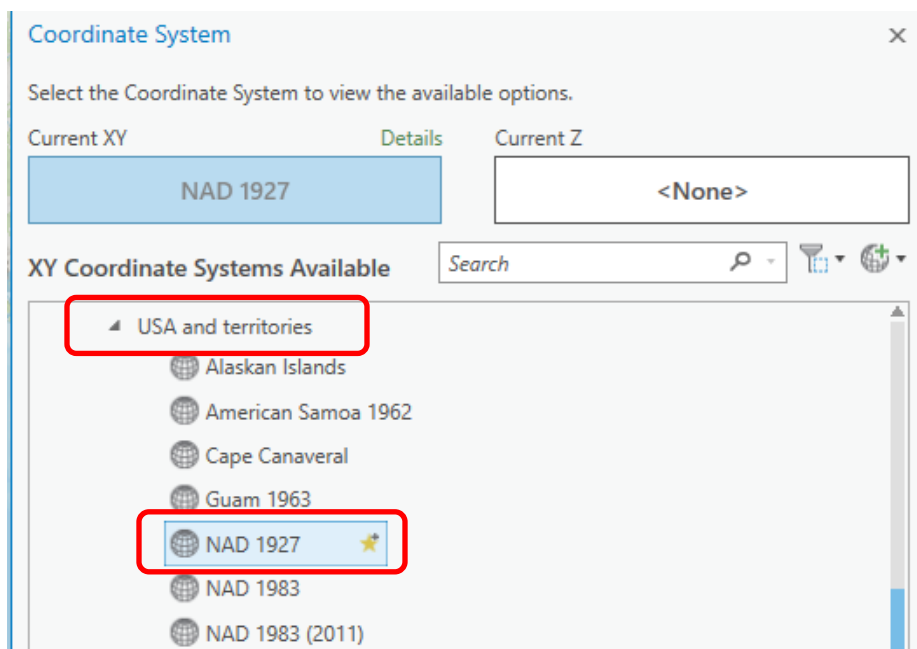 Coordinate System
Select the Coordinate System to view the available options.
Current XY Details Current Z
NAD 1927 <None>
XY Coordinate Systems Available Search
USA and territories
Alaskan Islands
American Samoa 1962
Cape Canaveral
Guam 1963
NAD 1927
NAD 1983
NAD 1983 (2011)